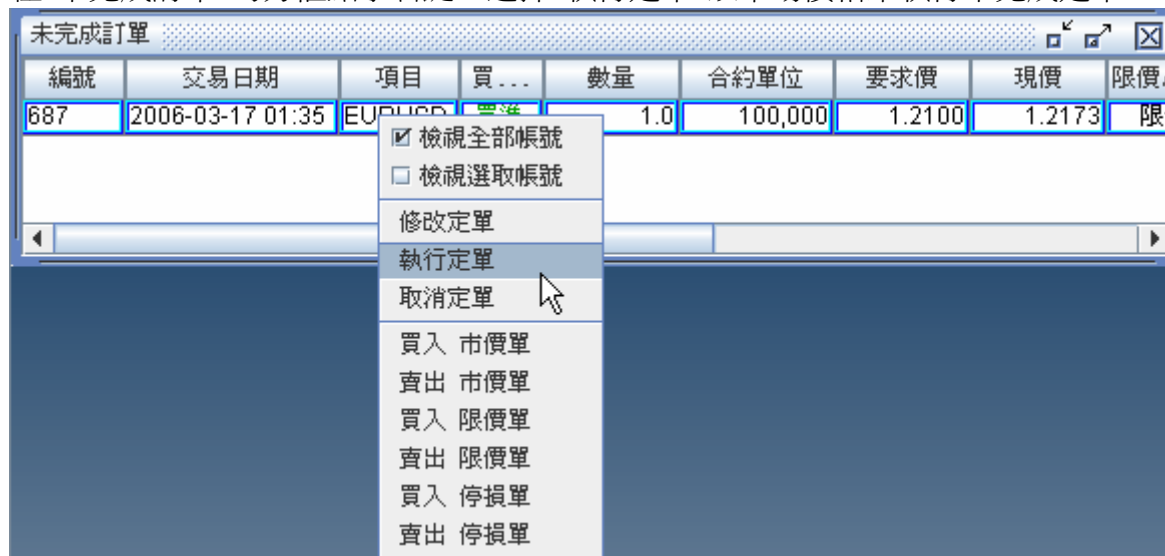 未完成訂單
編號 交易日期 項目 買... 數量 合約單位 要求價 現價 限價
687 2006-03-17 01:35 EURUSD 1.0 100,000 1.2100 1.2173 限
檢視全部帳號
檢視選取帳號
修改定單
執行定單
取消定單
買入 市價單
賣出 市價單
買入 限價單
賣出 限價單
買入 停損單
賣出 停損單